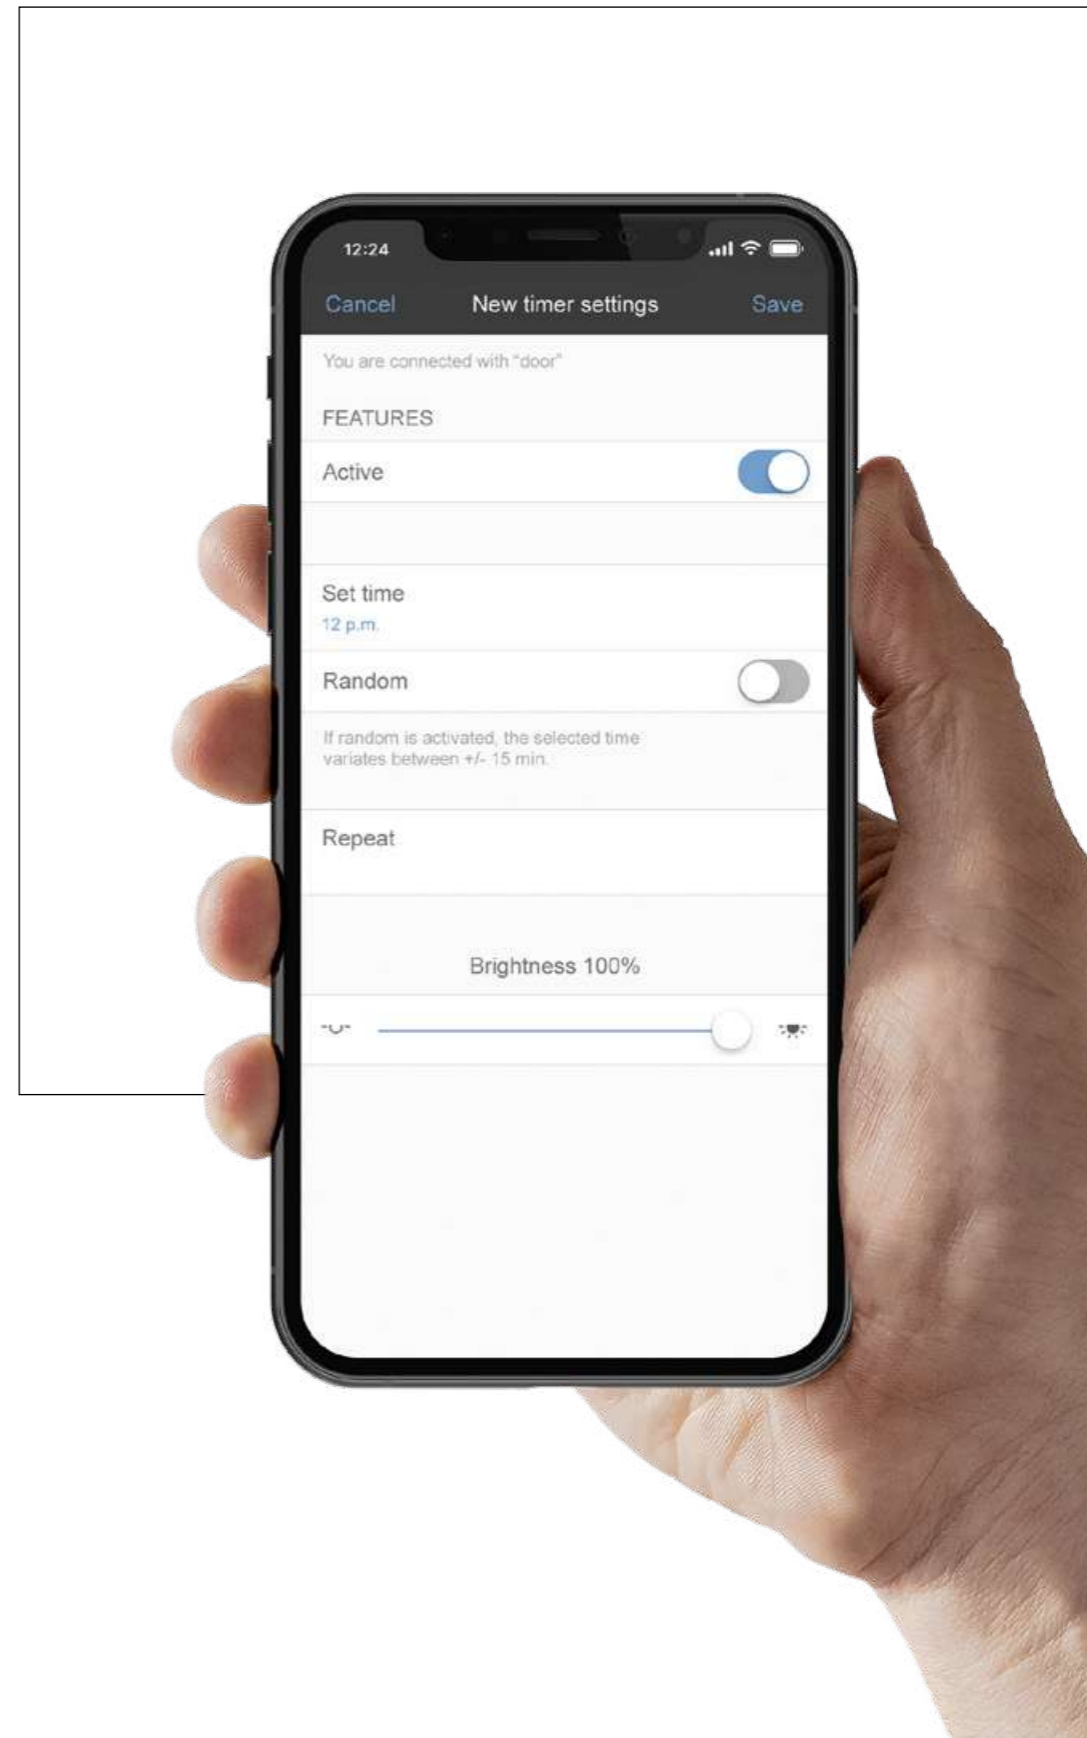 12:24
Cancel New timer settings Save
You are connected with "door"
FEATURES
Active
Set time
12 p.m.
Random
If random is activated, the selected time
variates between +/- 15 min.
Repeat
Brightness 100%